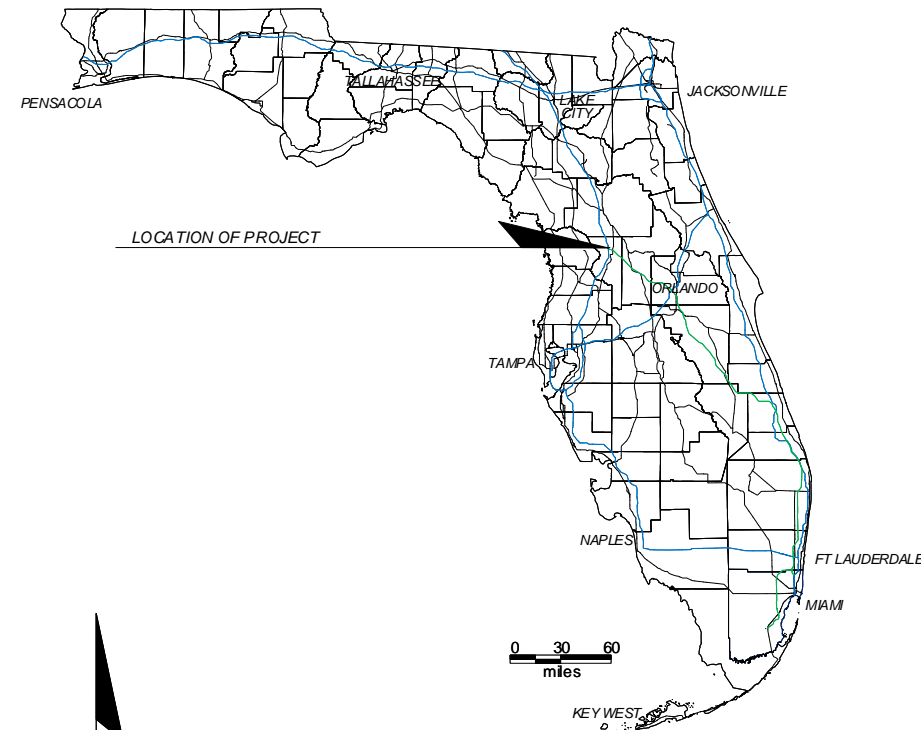 PENSACOLA
TALLAHASSEE
LAKE
CITY
JACKSONVILLE
LOCATION OF PROJECT
ORLANDO
TAMPA
NAPLES
FT LAUDERDALE
MIAMI
0 30 60
miles
KEY WEST